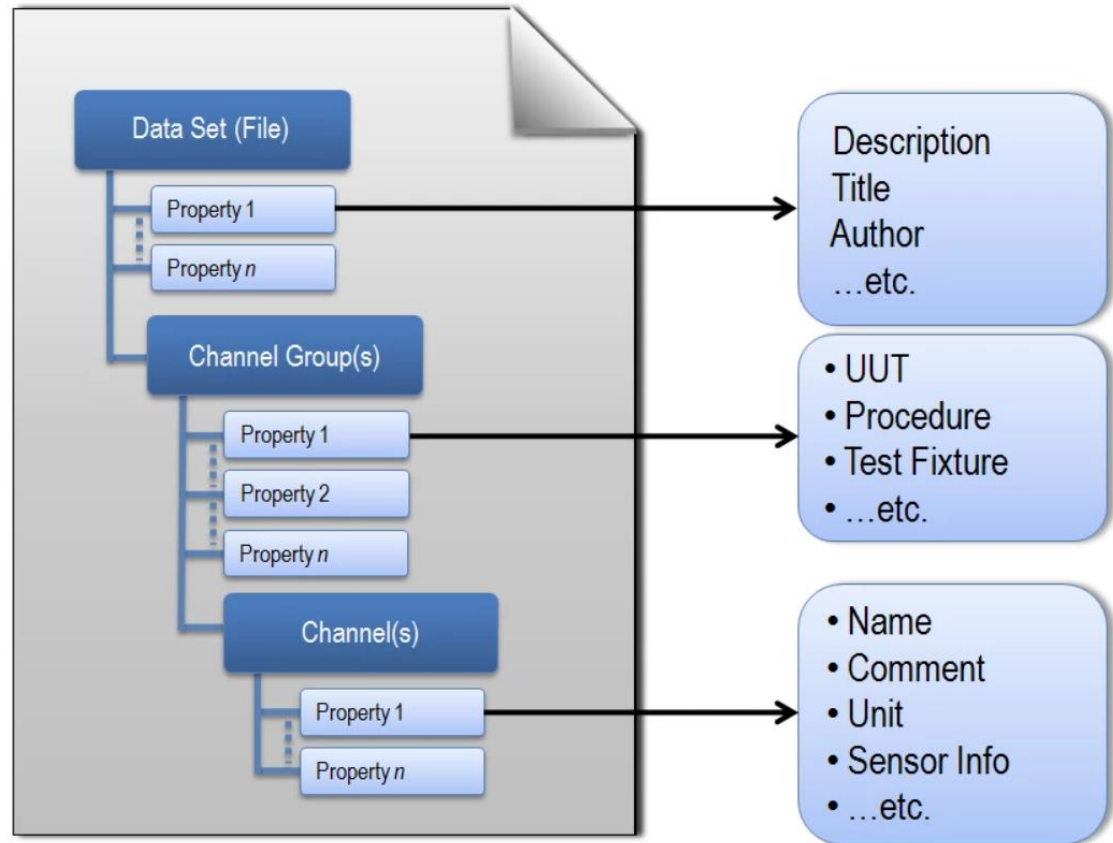 Data Set (File)
Property 1
Property n
Channel Group(s)
Property 1
Property 2
Property n
Channel(s)
Property 1
Property n
Description
Title
Author
...etc.
• UUT
• Procedure
• Test Fixture
• ...etc.
• Name
• Comment
• Unit
• Sensor Info
• ...etc.